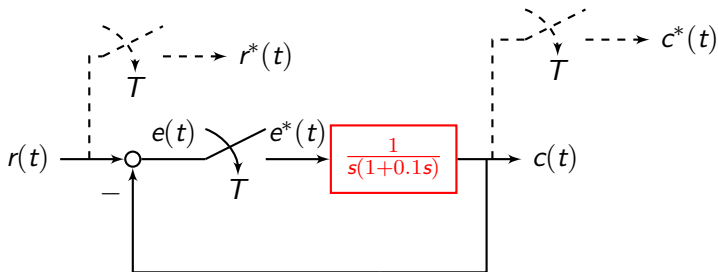 r*(t)
T
c*(t)
T
r(t)
e(t)
e*(t)
T
1
s(1+0.1s)
c(t)
−